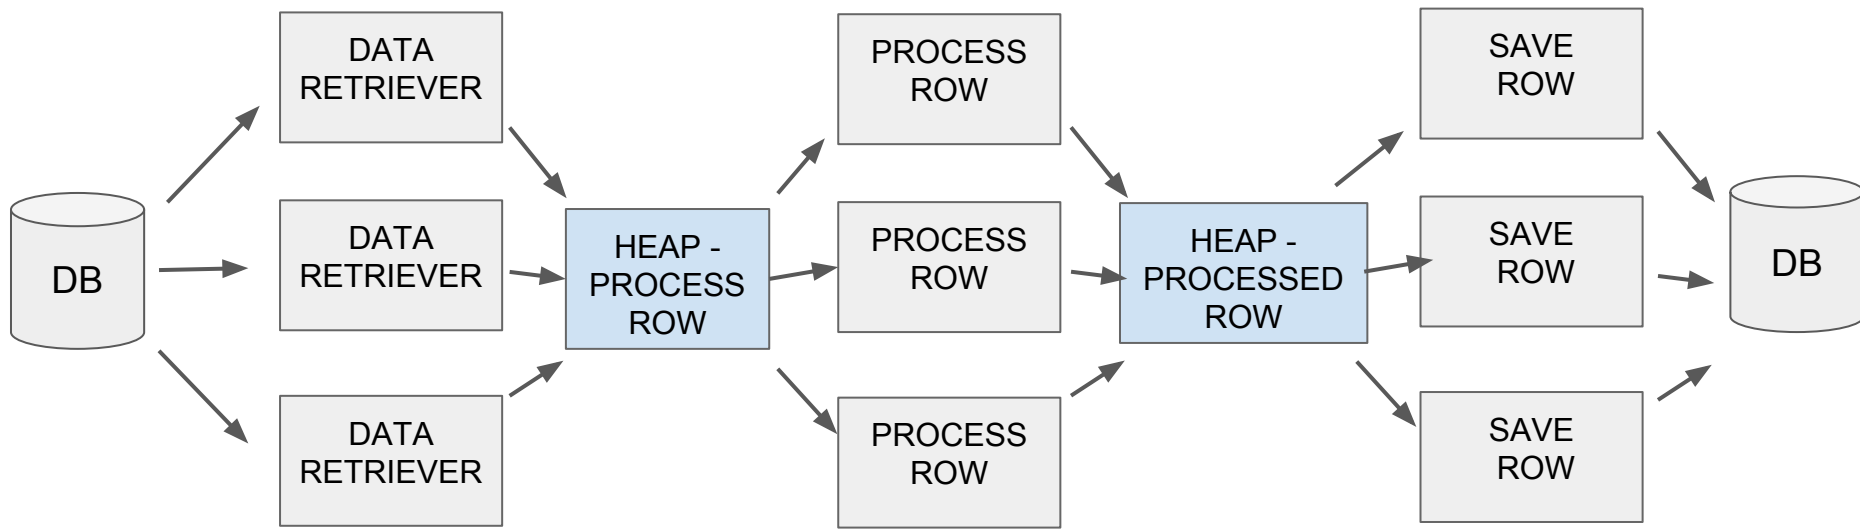 DB
DATA
RETRIEVER
DATA
RETRIEVER
DATA
RETRIEVER
HEAP -
PROCESS
ROW
PROCESS
ROW
PROCESS
ROW
PROCESS
ROW
HEAP -
PROCESSED
ROW
SAVE
ROW
SAVE
ROW
SAVE
ROW
DB